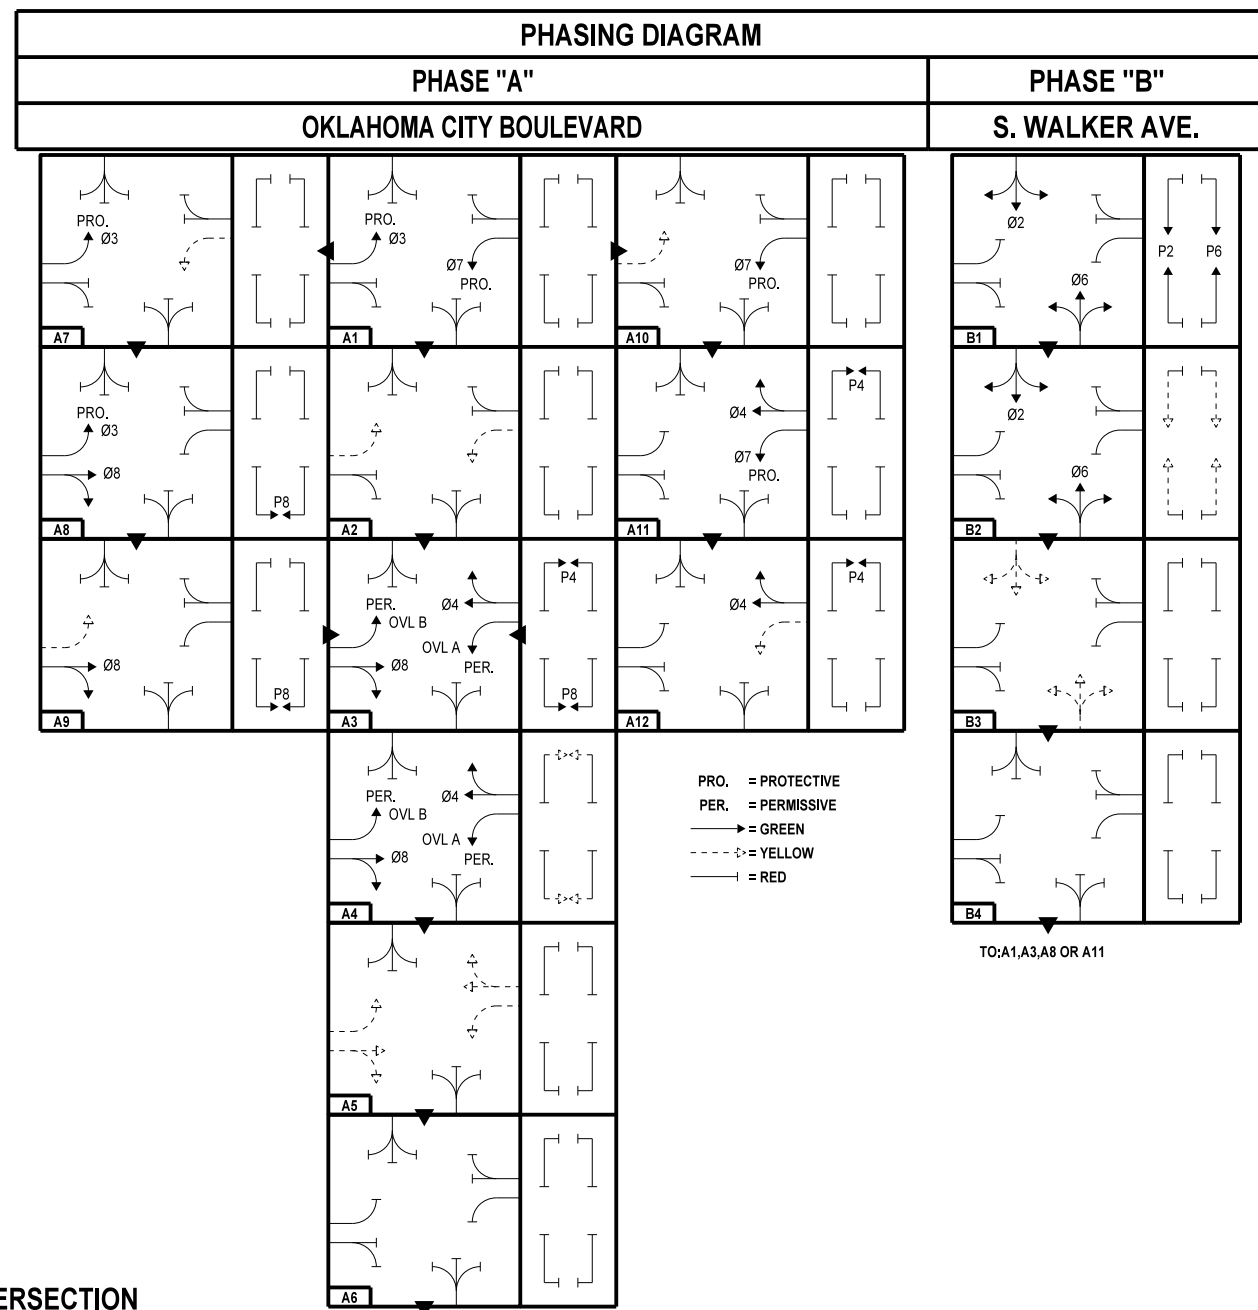 PHASING DIAGRAM
PHASE "A"
PHASE "B"
OKLAHOMA CITY BOULEVARD
S. WALKER AVE.
PRO.
Ø3
A7
PRO.
Ø3
Ø7
PRO.
A1
Ø7
PRO.
A10
Ø2
Ø6
B1
P2
P6
PRO.
Ø3
Ø8
A8
P8
A2
Ø4
Ø7
PRO.
A11
P4
Ø2
Ø6
B2
Ø8
A9
P8
PER.
OVL B
Ø4
OVL A
Ø8
PER.
A3
P4
P8
Ø4
A12
P4
B3
PER.
OVL B
Ø4
OVL A
Ø8
PER.
A4
PRO. = PROTECTIVE
PER. = PERMISSIVE
= GREEN
= YELLOW
= RED
B4
TO:A1,A3,A8 OR A11
A5
A6
ERSECTION